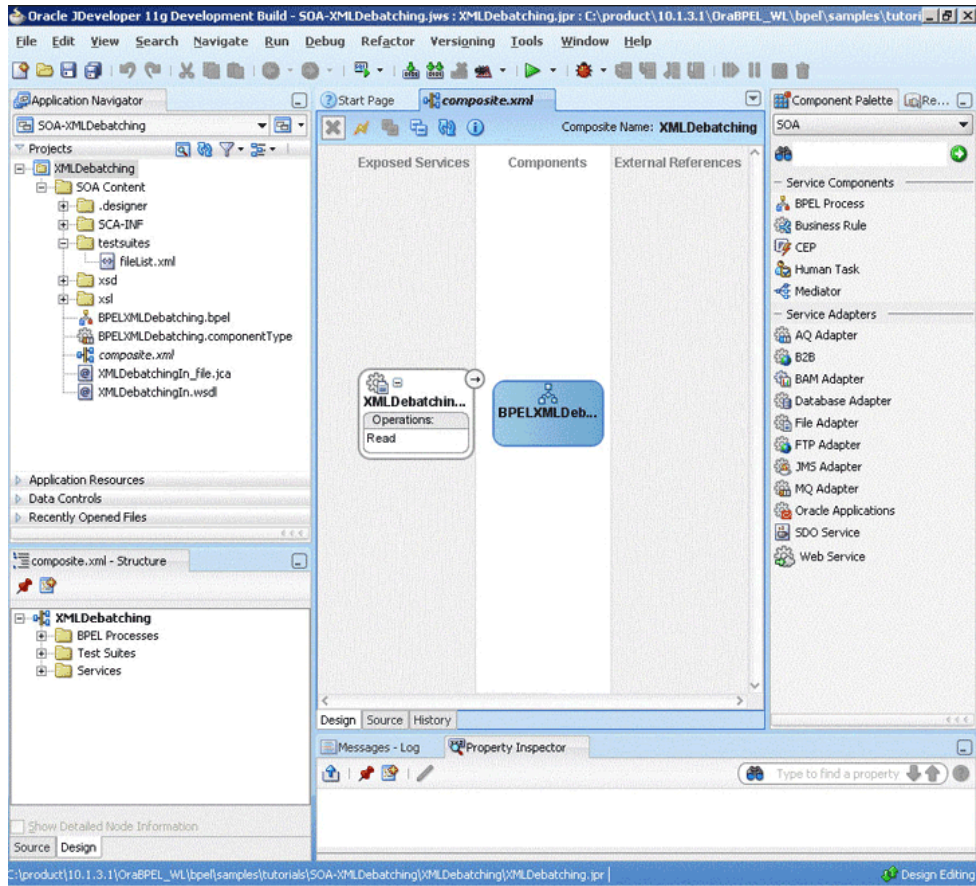 Oracle JDeveloper 11g Development Build - SOA-XMLDebatching.jws : XMLDebatching.jpr : C:\product\10.1.3.1\OraBPEL_WL\bpel\samples\tutori
File Edit View Search Navigate Run Debug Refactor Versioning Tools Window Help
Application Navigator
SOA-XMLDebatching
Projects
XMLDebatching
SOA Content
.designer
SCA-INF
testsuites
fileList.xml
xsd
xsl
BPELXMLDebatching.bpel
BPELXMLDebatching.componentType
composite.xml
XMLDebatchingIn_file.jca
XMLDebatchingIn.wsdl
Application Resources
Data Controls
Recently Opened Files
composite.xml - Structure
XMLDebatching
BPEL Processes
Test Suites
Services
Show Detailed Node Information
Source Design
Start Page composite.xml
Composite Name: XMLDebatching
Exposed Services Components External References
XMLDebatchin...
Operations:
Read
BPELXMLDeb...
Design Source History
Messages - Log Property Inspector
Type to find a property
Component Palette Re...
SOA
Service Components
BPEL Process
Business Rule
CEP
Human Task
Mediator
Service Adapters
AQ Adapter
B2B
BAM Adapter
Database Adapter
File Adapter
FTP Adapter
JMS Adapter
MQ Adapter
Oracle Applications
SDO Service
Web Service
C:\product\10.1.3.1\OraBPEL_WL\bpel\samples\tutorials\SOA-XMLDebatching\XMLDebatching\XMLDebatching.jpr
Design Editing